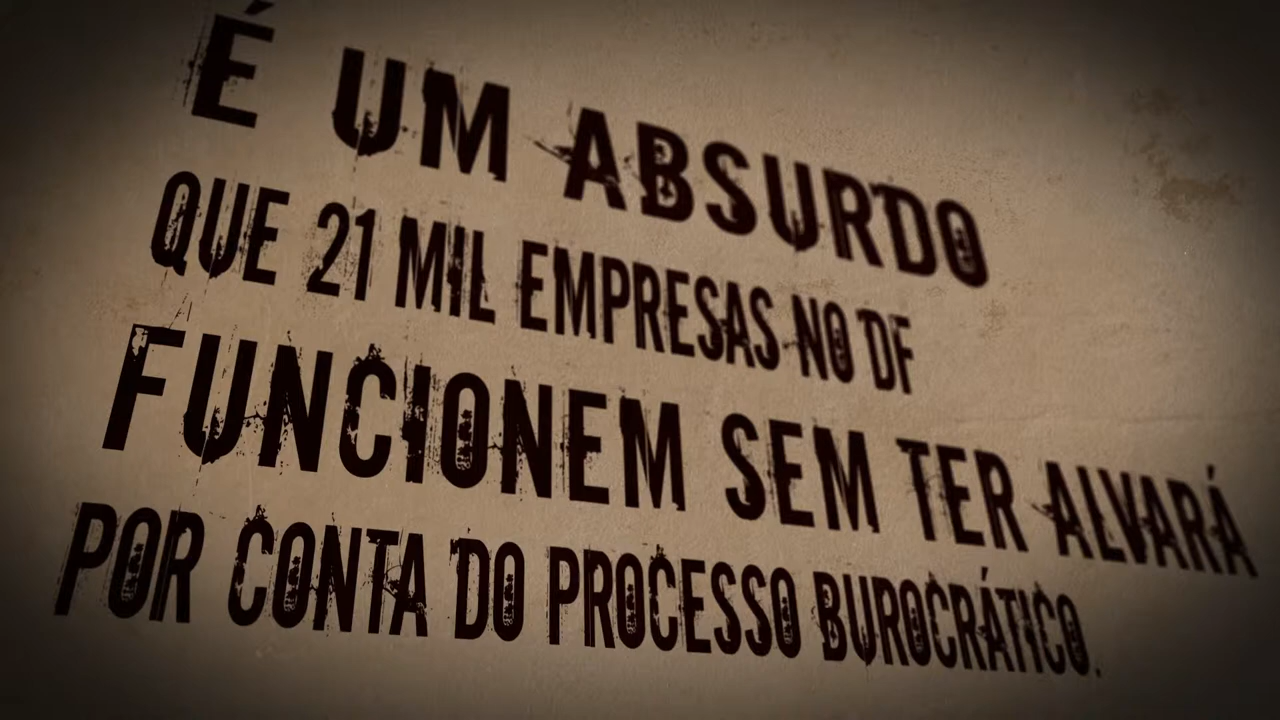 É UM ABSURDO
QUE 21 MIL EMPRESAS NO DF
FUNCIONEM SEM TER ALVARÁ
POR CONTA DO PROCESSO BUROCRÁTICO.